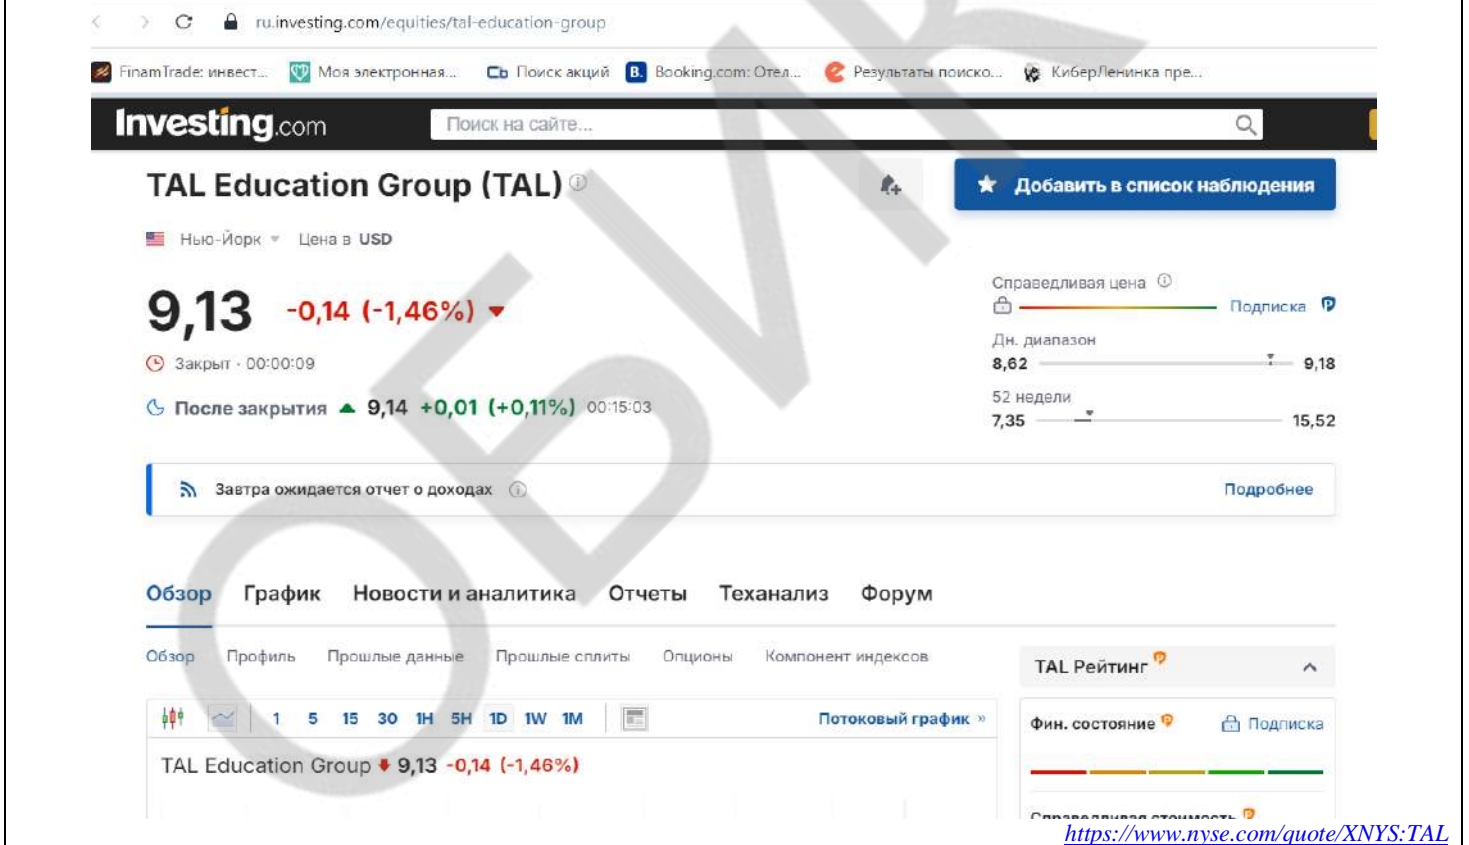 ru.investing.com/equities/tal-education-group
FinamTrade: инвест... Моя электронная... Сb Поиск акций B. Booking.com: Отел... Результаты поиско... КиберЛенинка пре...
Investing.com Поиск на сайте...
TAL Education Group (TAL) Добавить в список наблюдения
Нью-Йорк Цена в USD
Справедливая цена
Подписка
9,13 -0,14 (-1,46%)
Дн. диапазон
8,62 9,18
Закрыт · 00:00:09
52 недели
7,35 15,52
После закрытия 9,14 +0,01 (+0,11%) 00:15:03
Завтра ожидается отчет о доходах Подробнее
Обзор График Новости и аналитика Отчеты Теханализ Форум
Обзор Профиль Прошлые данные Прошлые сплиты Опционы Компонент индексов
TAL Рейтинг
1 5 15 30 1H 5H 1D 1W 1M Потоковый график »
Фин. состояние Подписка
TAL Education Group 9,13 -0,14 (-1,46%)
Справедливая стоимость
https://www.nyse.com/quote/XNYS:TAL
ОБИК